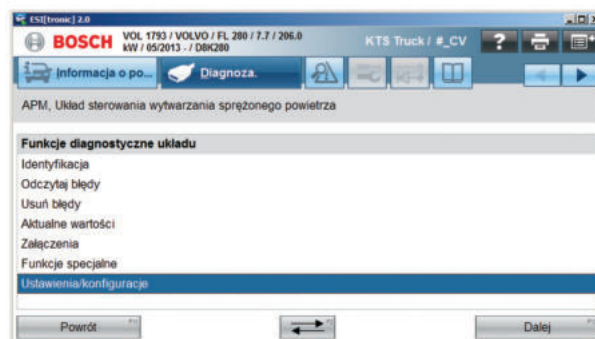 ESI[tronic] 2.0
BOSCH
VOL 1793 / VOLVO / FL 280 / 7.7 / 206.0
kW / 05/2013 - / D8K280
KTS Truck / #_CV
?
Informacja o po...
Diagnoza.
APM, Układ sterowania wytwarzania sprężonego powietrza
Funkcje diagnostyczne układu
Identyfikacja
Odczytaj błędy
Usuń błędy
Aktualne wartości
Załączenia
Funkcje specjalne
Ustawienia/konfiguracje
Powrót
Dalej